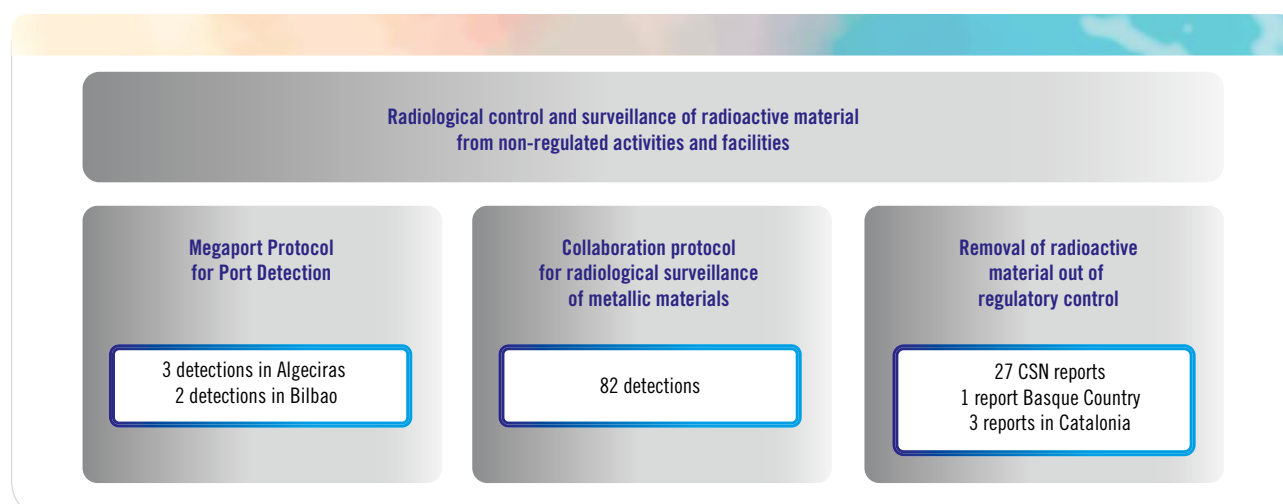 Radiological control and surveillance of radioactive material
from non-regulated activities and facilities
Megaport Protocol
for Port Detection
3 detections in Algeciras
2 detections in Bilbao
Collaboration protocol
for radiological surveillance
of metallic materials
82 detections
Removal of radioactive
material out of
regulatory control
27 CSN reports
1 report Basque Country
3 reports in Catalonia